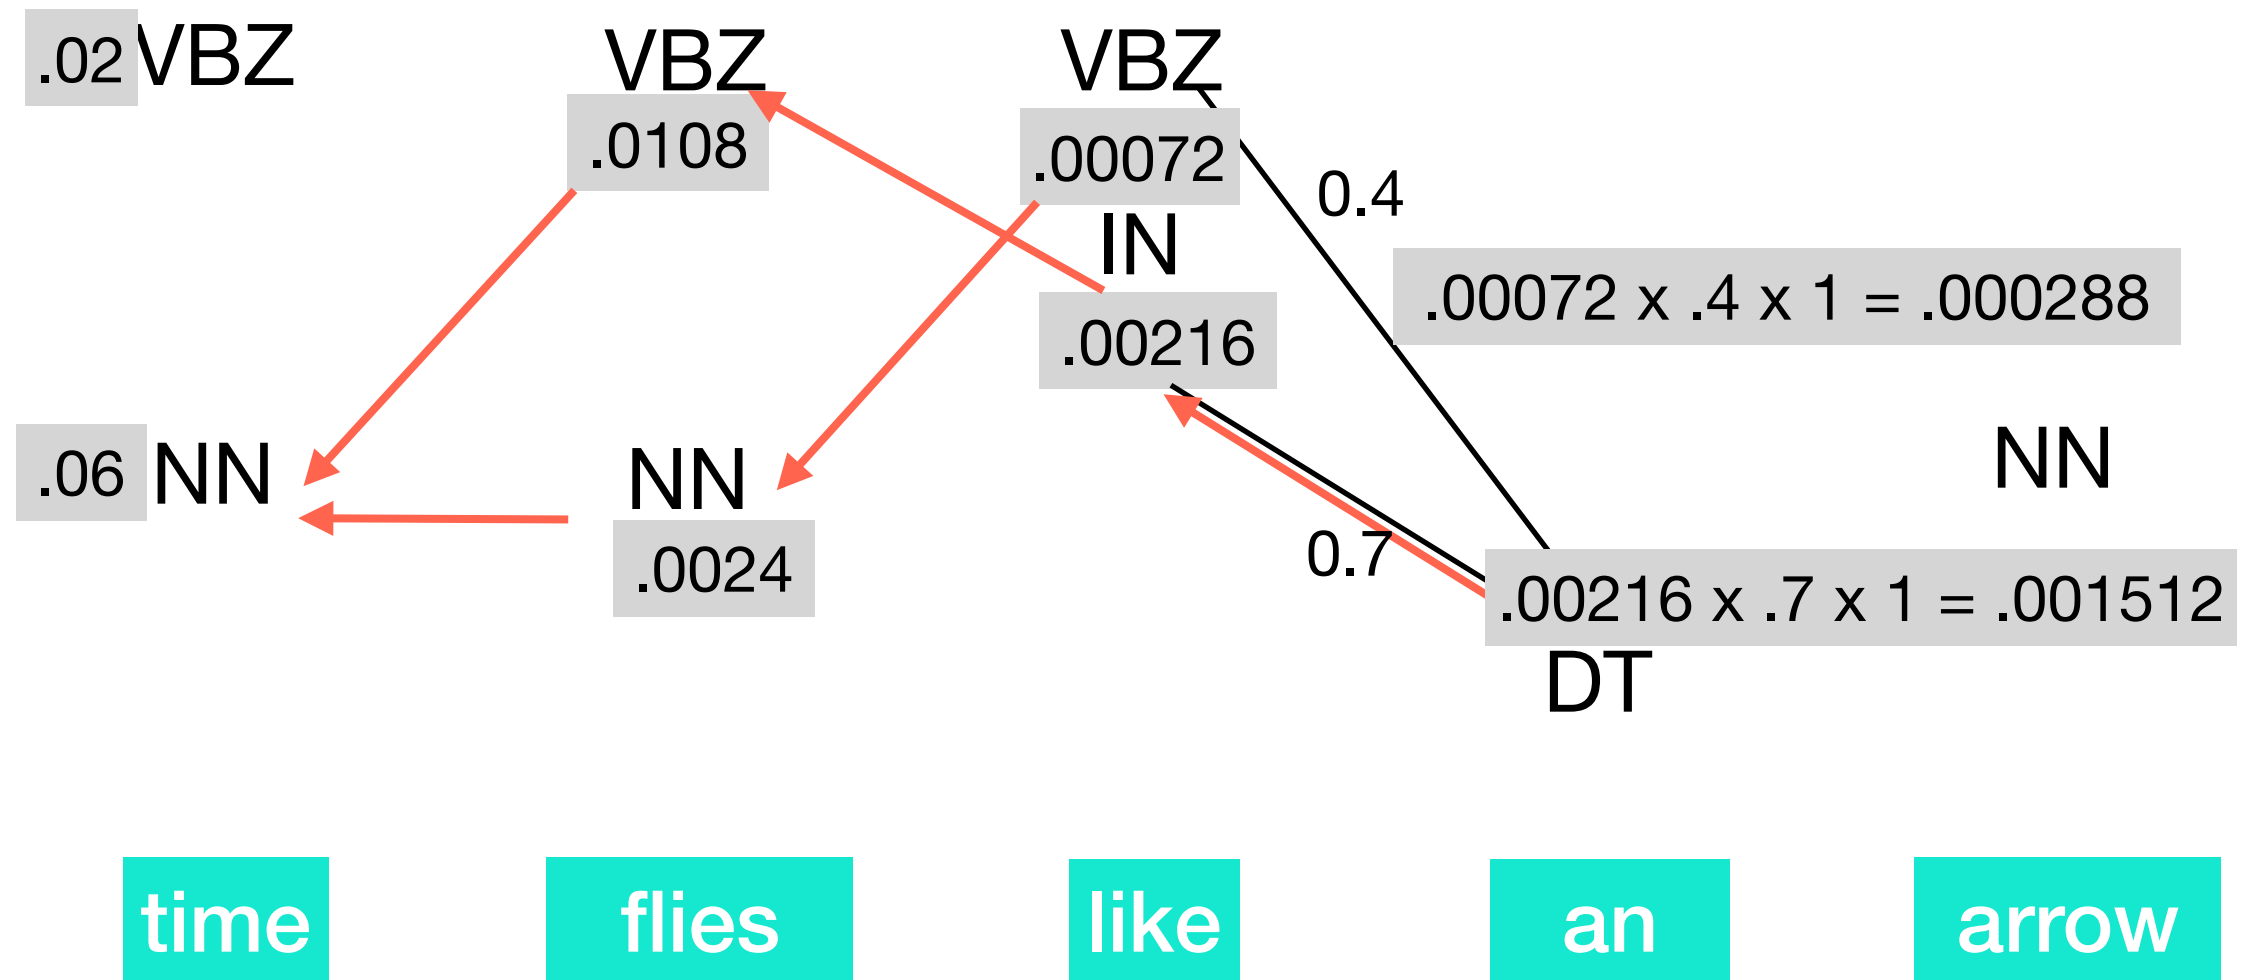 .02 VBZ VBZ VBZ
.0108 .00072
0.4
IN
.00072 x .4 x 1 = .000288
.00216
.06 NN NN NN
0.7
.0024 .00216 x .7 x 1 = .001512
DT
time flies like an arrow